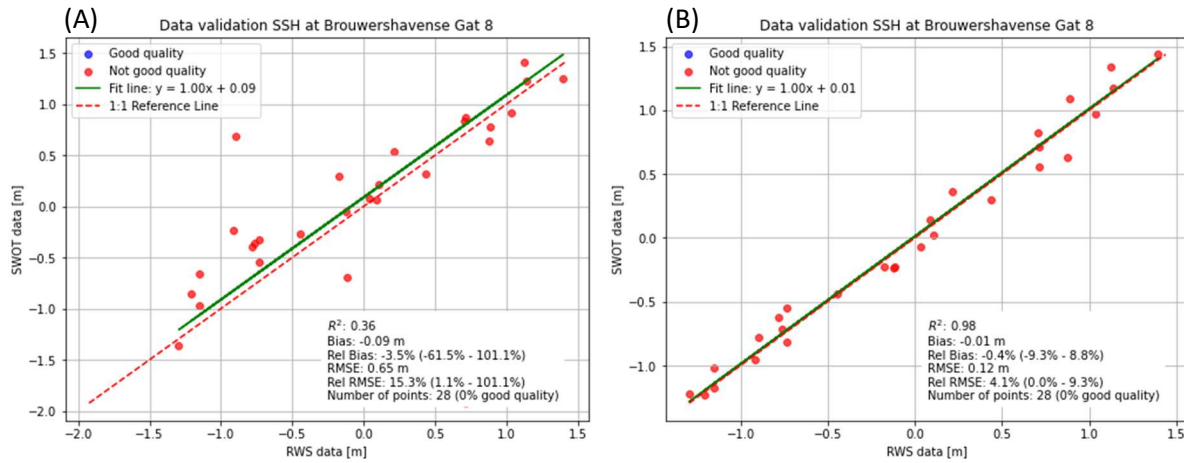 (A)
Data validation SSH at Brouwershavense Gat 8
Good quality
Not good quality
Fit line: y = 1.00x + 0.09
1:1 Reference Line
1.5
1.0
0.5
0.0
−0.5
−1.0
−1.5
−2.0
SWOT data [m]
R²: 0.36
Bias: -0.09 m
Rel Bias: -3.5% (-61.5% - 101.1%)
RMSE: 0.65 m
Rel RMSE: 15.3% (1.1% - 101.1%)
Number of points: 28 (0% good quality)
−2.0 −1.5 −1.0 −0.5 0.0 0.5 1.0 1.5
RWS data [m]
(B)
Data validation SSH at Brouwershavense Gat 8
Good quality
Not good quality
Fit line: y = 1.00x + 0.01
1:1 Reference Line
1.5
1.0
0.5
0.0
−0.5
−1.0
SWOT data [m]
R²: 0.98
Bias: -0.01 m
Rel Bias: -0.4% (-9.3% - 8.8%)
RMSE: 0.12 m
Rel RMSE: 4.1% (0.0% - 9.3%)
Number of points: 28 (0% good quality)
−1.0 −0.5 0.0 0.5 1.0 1.5
RWS data [m]